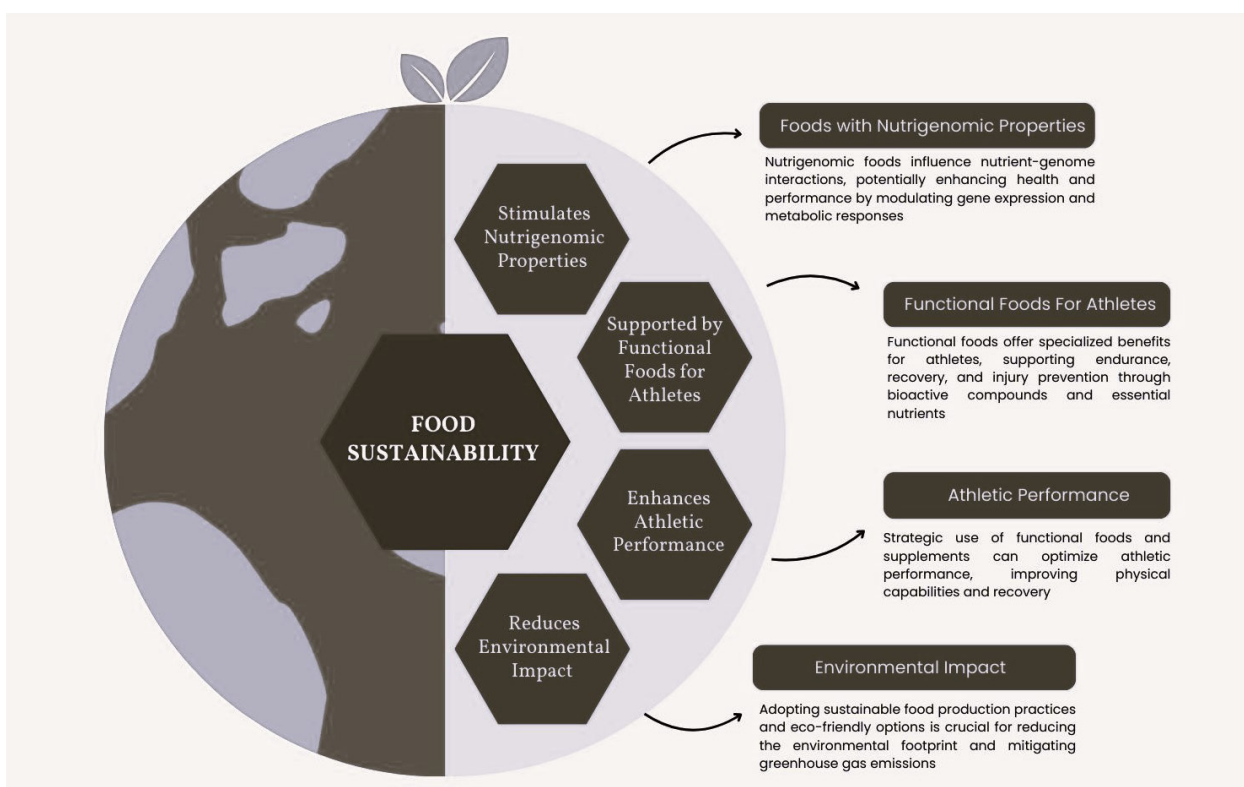 Foods with Nutrigenomic Properties
Nutrigenomic foods influence nutrient-genome
interactions, potentially enhancing health and
performance by modulating gene expression and
metabolic responses
Stimulates
Nutrigenomic
Properties
Functional Foods For Athletes
Functional foods offer specialized benefits
for athletes, supporting endurance,
recovery, and injury prevention through
bioactive compounds and essential
nutrients
Supported by
Functional
Foods for
Athletes
FOOD
SUSTAINABILITY
Enhances
Athletic
Performance
Athletic Performance
Strategic use of functional foods and
supplements can optimize athletic
performance, improving physical
capabilities and recovery
Reduces
Environmental
Impact
Environmental Impact
Adopting sustainable food production practices
and eco-friendly options is crucial for reducing
the environmental footprint and mitigating
greenhouse gas emissions